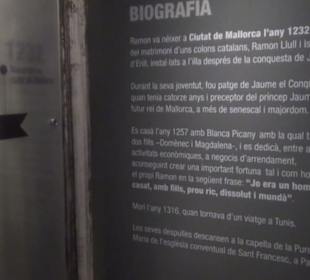 1232
BIOGRAFIA
Ramon va néixer a Ciutat de Mallorca l'any 1232
del matrimoni d'uns colons catalans, Ramon Llull i Is
d'Erill, instal·lats a l'illa després de la conquesta de J
Durant la seva joventut, fou patge de Jaume el Conq
quan tenia catorze anys i preceptor del príncep Jaum
futur rei de Mallorca, a més de senescal i majordom.
Es casà l'any 1257 amb Blanca Picany amb la qual t
dos fills -Domènec i Magdalena-, i es dedicà, entre a
activitats econòmiques, a negocis d'arrendament,
aconseguint crear una important fortuna tal i com ho
el propi Ramon en la següent frase: "Jo era un hom
casat, amb fills, prou ric, dissolut i mundà".
Morí l'any 1316, quan tornava d'un viatge a Tunis.
Les seves despulles descansen a la capella de la Puri
Maria de l'església conventual de Sant Francesc, a Pa